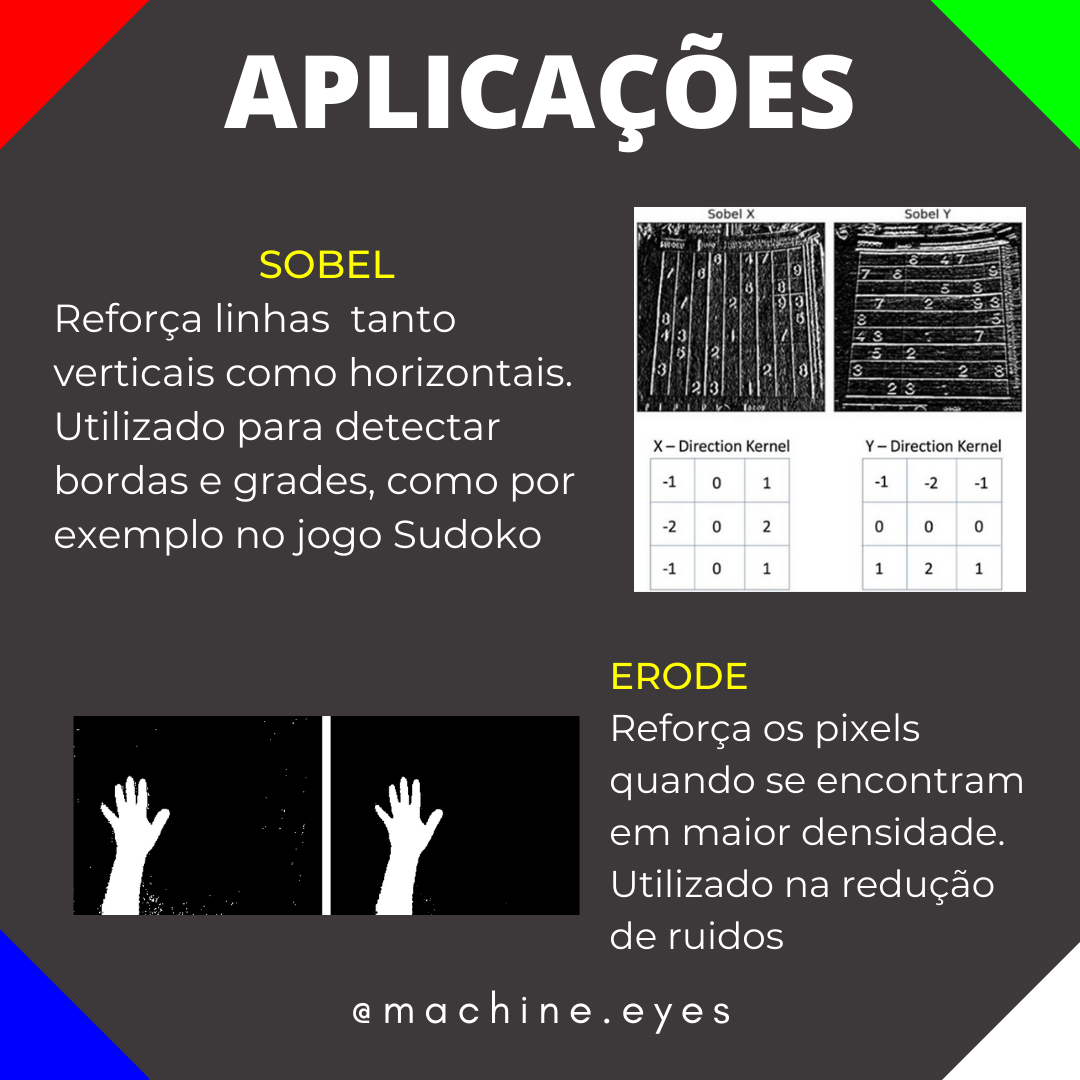 APLICAÇÕES
SOBEL
Reforça linhas tanto
verticais como horizontais.
Utilizado para detectar
bordas e grades, como por
exemplo no jogo Sudoko
Sobel X
Sobel Y
X – Direction Kernel
-1 0 1
-2 0 2
-1 0 1
Y – Direction Kernel
-1 -2 -1
0 0 0
1 2 1
ERODE
Reforça os pixels
quando se encontram
em maior densidade.
Utilizado na redução
de ruidos
@machine.eyes